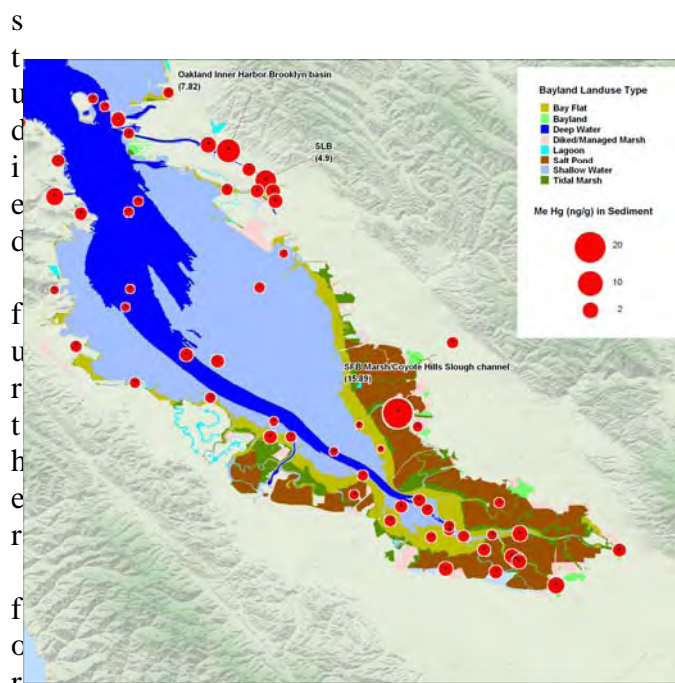 s
t
u
d
i
e
d
f
u
r
t
h
e
r
f
o
r
Oakland Inner Harbor Brooklyn basin
(7.82)
SLB
(4.9)
SFB Marsh/Coyote Hills Slough channel
(15.89)
Bayland Landuse Type
Bay Flat
Bayland
Deep Water
Diked/Managed Marsh
Lagoon
Salt Pond
Shallow Water
Tidal Marsh
Me Hg (ng/g) in Sediment
20
10
2